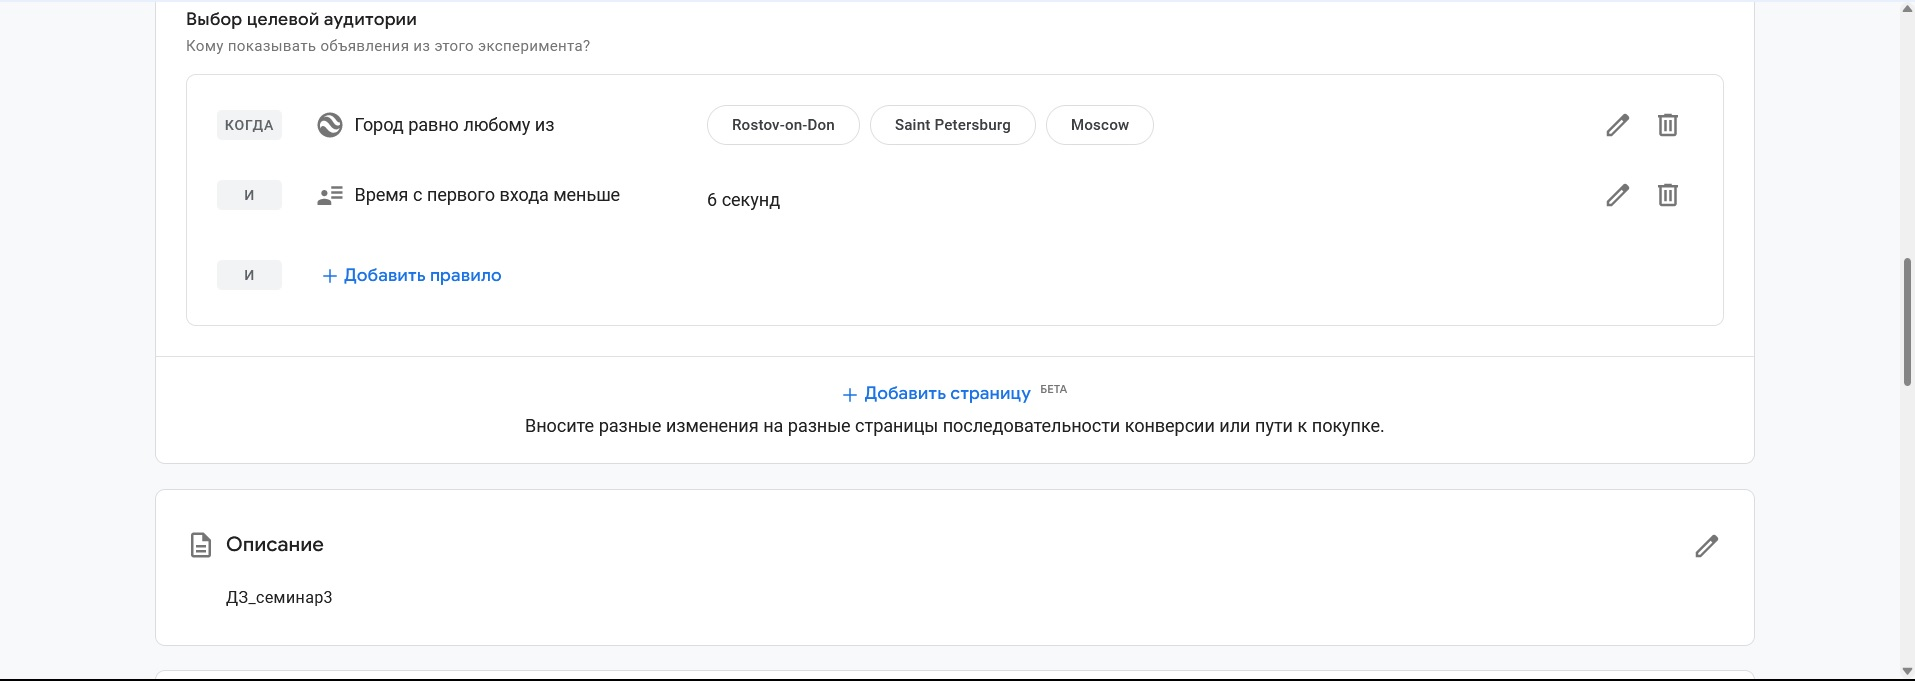 Выбор целевой аудитории
Кому показывать объявления из этого эксперимента?
КОГДА Город равно любому из Rostov-on-Don Saint Petersburg Moscow
И Время с первого входа меньше 6 секунд
И + Добавить правило
+ Добавить страницу БЕТА
Вносите разные изменения на разные страницы последовательности конверсии или пути к покупке.
Описание
ДЗ_семинар3